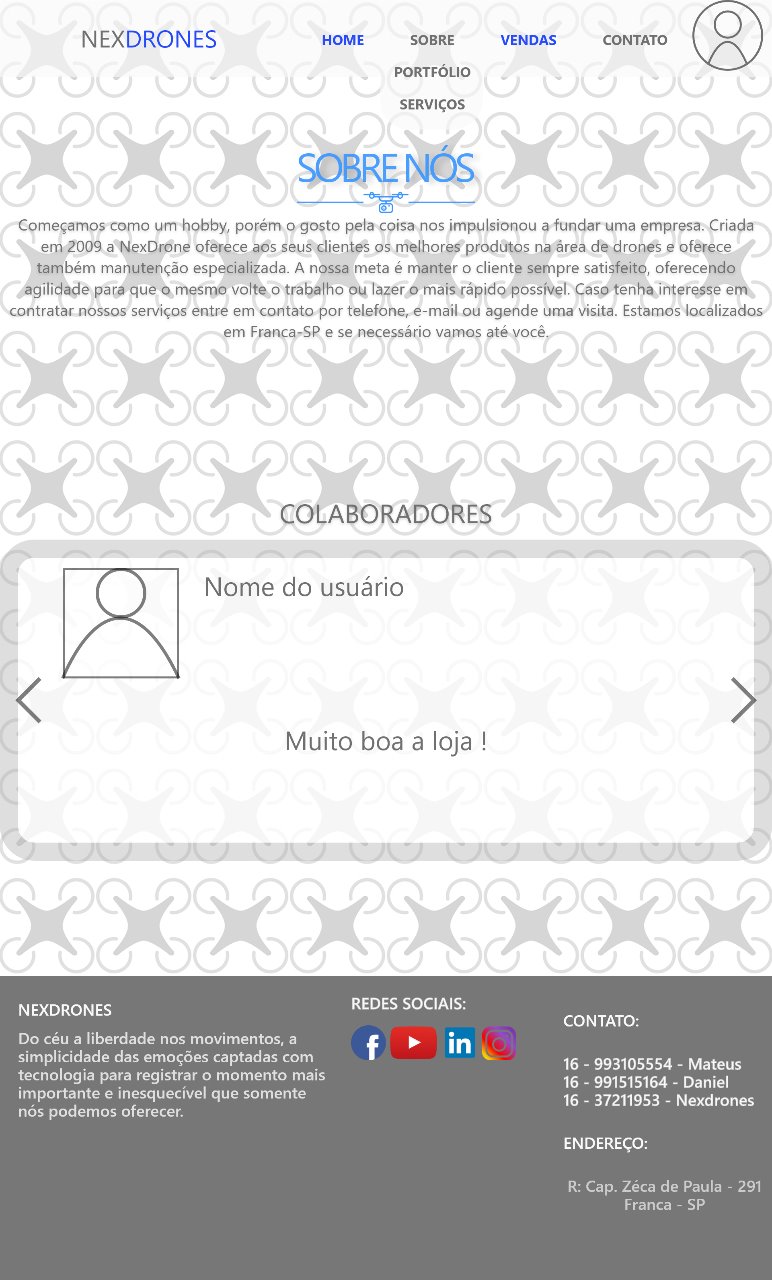 NEXDRONES
HOME SOBRE VENDAS CONTATO
PORTFÓLIO
SERVIÇOS
SOBRE NÓS
Começamos como um hobby, porém o gosto pela coisa nos impulsionou a fundar uma empresa. Criada
em 2009 a NexDrone oferece aos seus clientes os melhores produtos na área de drones e oferece
também manutenção especializada. A nossa meta é manter o cliente sempre satisfeito, oferecendo
agilidade para que o mesmo volte o trabalho ou lazer o mais rápido possível. Caso tenha interesse em
contratar nossos serviços entre em contato por telefone, e-mail ou agende uma visita. Estamos localizados
em Franca-SP e se necessário vamos até você.
COLABORADORES
Nome do usuário
Muito boa a loja !
NEXDRONES
Do céu a liberdade nos movimentos, a
simplicidade das emoções captadas com
tecnologia para registrar o momento mais
importante e inesquecível que somente
nós podemos oferecer.
REDES SOCIAIS:
CONTATO:
16 - 993105554 - Mateus
16 - 991515164 - Daniel
16 - 37211953 - Nexdrones
ENDEREÇO:
R: Cap. Zéca de Paula - 291
Franca - SP